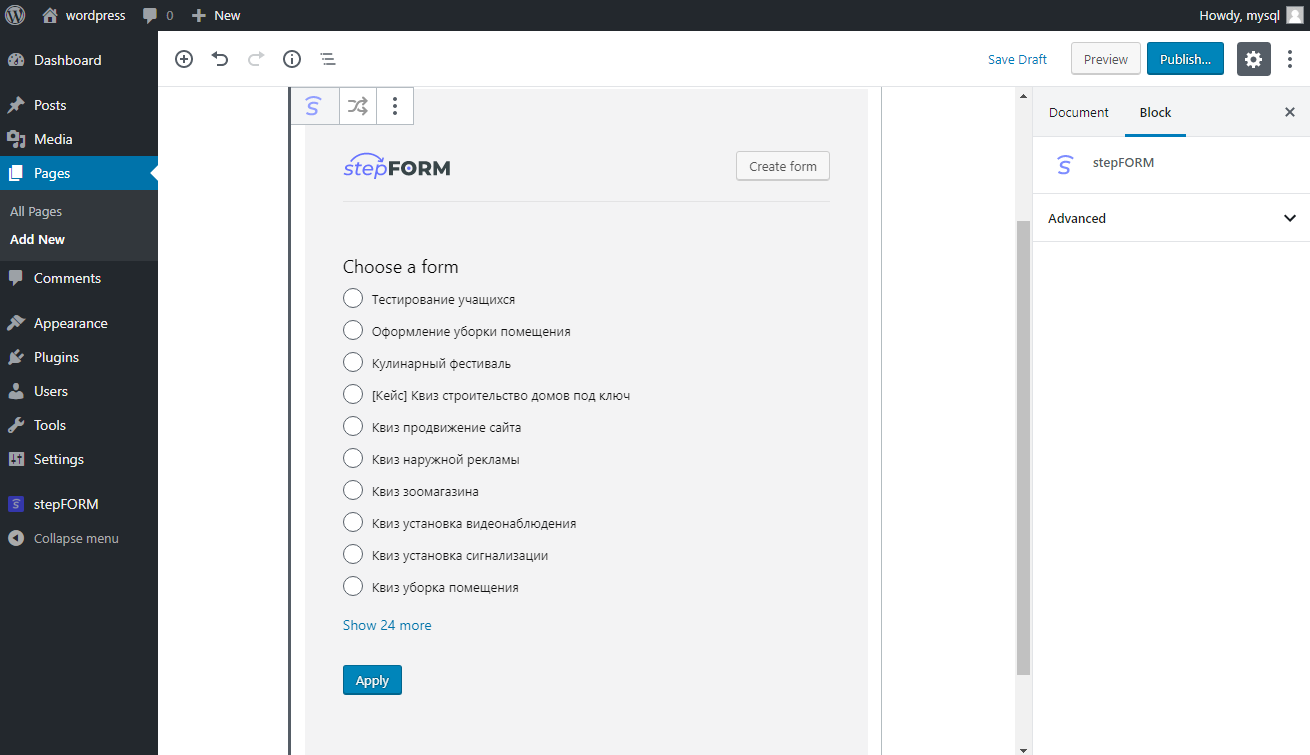 wordpress 0 New Howdy, mysql
Dashboard
Posts
Media
Pages
All Pages
Add New
Comments
Appearance
Plugins
Users
Tools
Settings
stepFORM
Collapse menu
Save Draft Preview Publish...
stepFORM Create form
Choose a form
Тестирование учащихся
Оформление уборки помещения
Кулинарный фестиваль
[Кейс] Квиз строительство домов под ключ
Квиз продвижение сайта
Квиз наружной рекламы
Квиз зоомагазина
Квиз установка видеонаблюдения
Квиз установка сигнализации
Квиз уборка помещения
Show 24 more
Apply
Document Block
stepFORM
Advanced